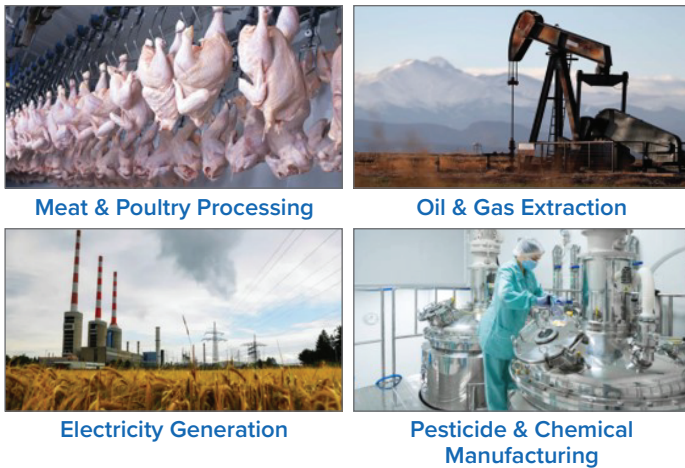 Meat & Poultry Processing
Oil & Gas Extraction
Electricity Generation
Pesticide & Chemical
Manufacturing